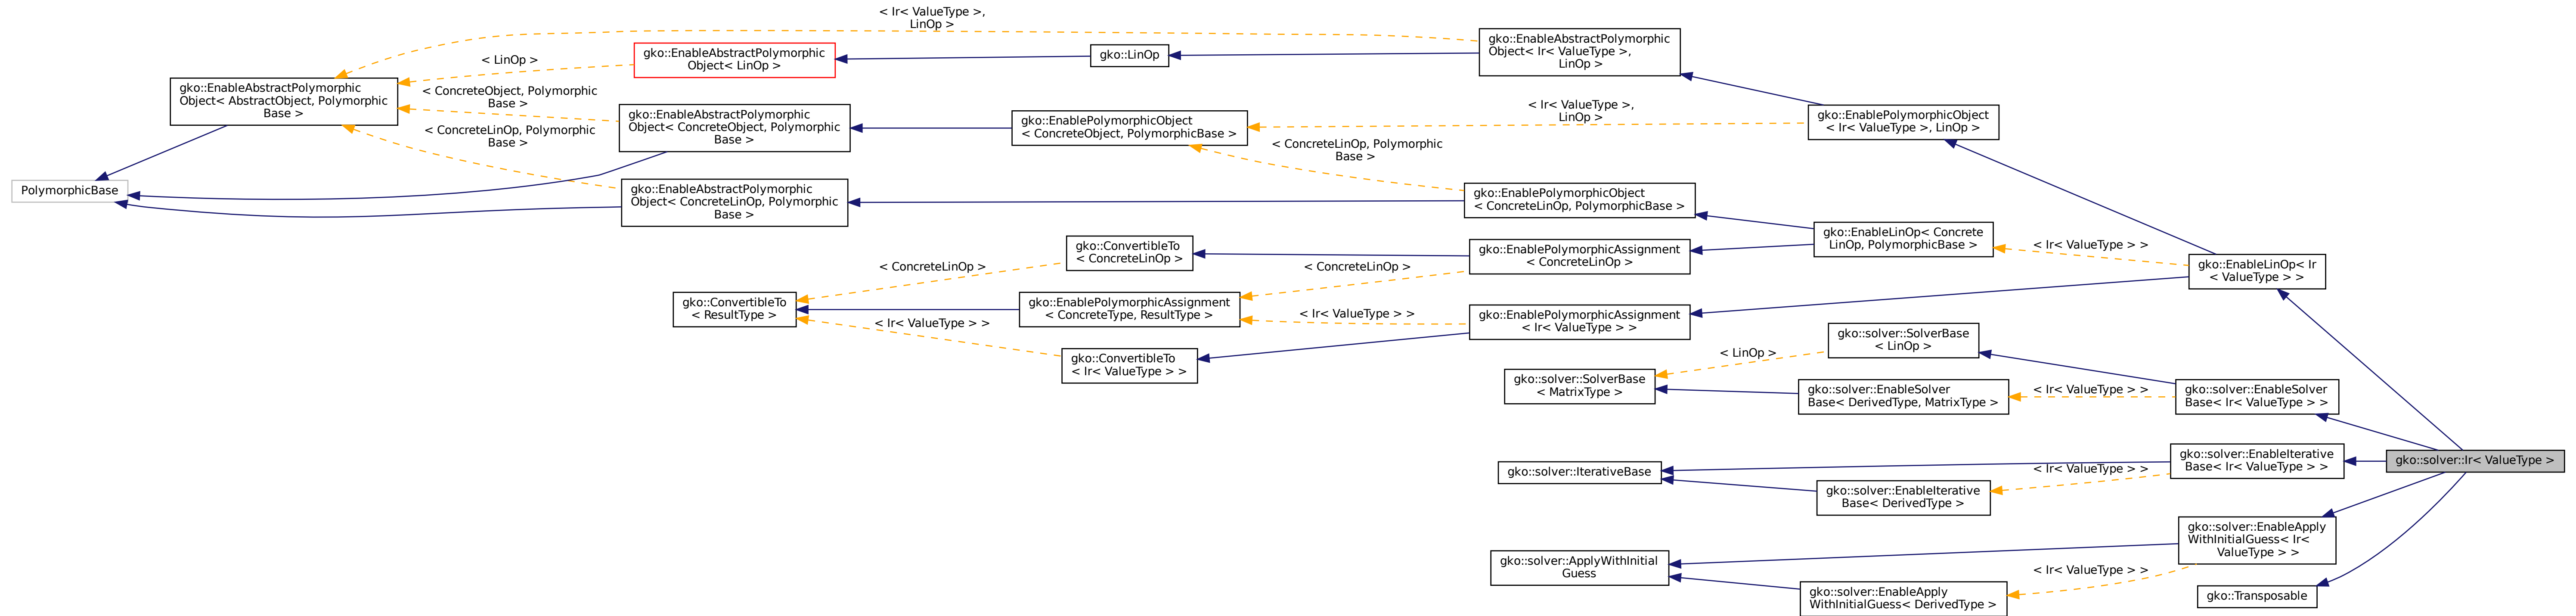 < Ir< ValueType >,
LinOp >
gko::EnableAbstractPolymorphic
Object< Ir< ValueType >,
LinOp >
gko::EnableAbstractPolymorphic
Object< LinOp >
gko::LinOp
< LinOp >
gko::EnableAbstractPolymorphic
Object< AbstractObject, Polymorphic
Base >
< ConcreteObject, Polymorphic
Base >
gko::EnableAbstractPolymorphic
Object< ConcreteObject, Polymorphic
Base >
gko::EnablePolymorphicObject
< ConcreteObject, PolymorphicBase >
< Ir< ValueType >,
LinOp >
gko::EnablePolymorphicObject
< Ir< ValueType >, LinOp >
< ConcreteLinOp, Polymorphic
Base >
< ConcreteLinOp, Polymorphic
Base >
PolymorphicBase
gko::EnableAbstractPolymorphic
Object< ConcreteLinOp, Polymorphic
Base >
gko::EnablePolymorphicObject
< ConcreteLinOp, PolymorphicBase >
gko::EnableLinOp< Concrete
LinOp, PolymorphicBase >
< Ir< ValueType > >
gko::ConvertibleTo
< ConcreteLinOp >
gko::EnablePolymorphicAssignment
< ConcreteLinOp >
< ConcreteLinOp >
< ConcreteLinOp >
gko::EnableLinOp< Ir
< ValueType > >
gko::ConvertibleTo
< ResultType >
gko::EnablePolymorphicAssignment
< ConcreteType, ResultType >
< Ir< ValueType > >
< Ir< ValueType > >
gko::EnablePolymorphicAssignment
< Ir< ValueType > >
gko::ConvertibleTo
< Ir< ValueType > >
gko::solver::SolverBase
< LinOp >
< LinOp >
gko::solver::SolverBase
< MatrixType >
gko::solver::EnableSolver
Base< DerivedType, MatrixType >
< Ir< ValueType > >
gko::solver::EnableSolver
Base< Ir< ValueType > >
gko::solver::IterativeBase
< Ir< ValueType > >
gko::solver::EnableIterative
Base< Ir< ValueType > >
gko::solver::Ir< ValueType >
gko::solver::EnableIterative
Base< DerivedType >
gko::solver::EnableApply
WithInitialGuess< Ir<
ValueType > >
gko::solver::ApplyWithInitial
Guess
< Ir< ValueType > >
gko::solver::EnableApply
WithInitialGuess< DerivedType >
gko::Transposable